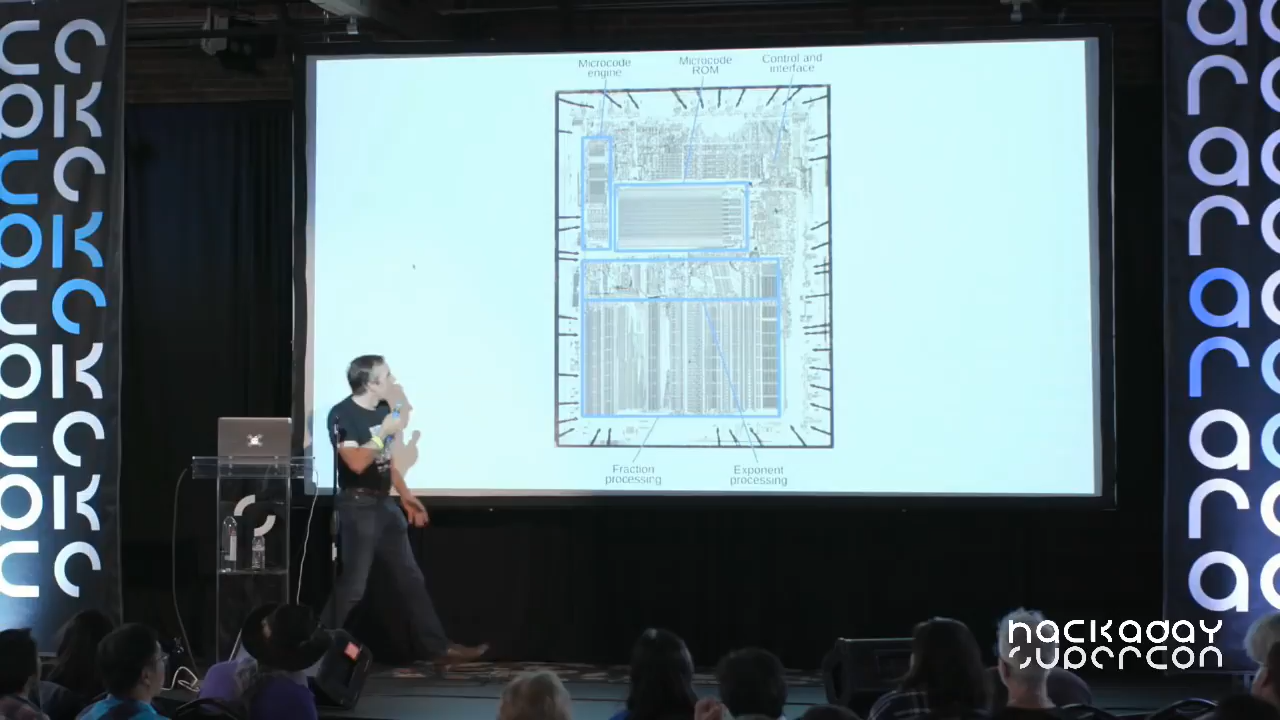 Microcode
engine
Microcode
ROM
Control and
interface
Fraction
processing
Exponent
processing
hackaday
supercon